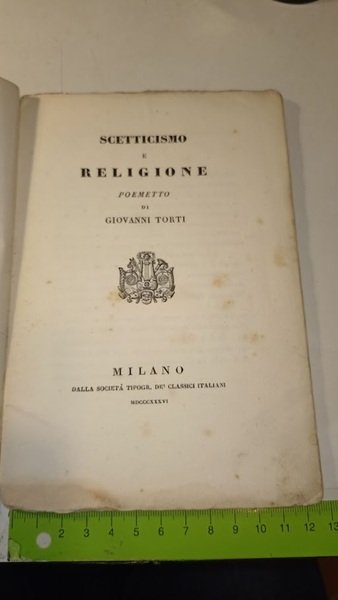 SCETTICISMO
E
RELIGIONE
POEMETTO
DI
GIOVANNI TORTI
MILANO
DALLA SOCIETÀ TIPOGR. DE' CLASSICI ITALIANI
MDCCCXXXVI
2 3 4 5 6 7 8 9 10 11 12 13